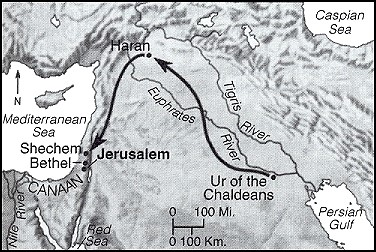 Caspian
Sea
Haran
N
Mediterranean
Sea
Tigris
River
Euphrates
River
Shechem
Bethel
Jerusalem
CANAAN
Ur of the
Chaldeans
Nile River
Red
Sea
0 100 Mi.
0 100 Km.
Persian
Gulf